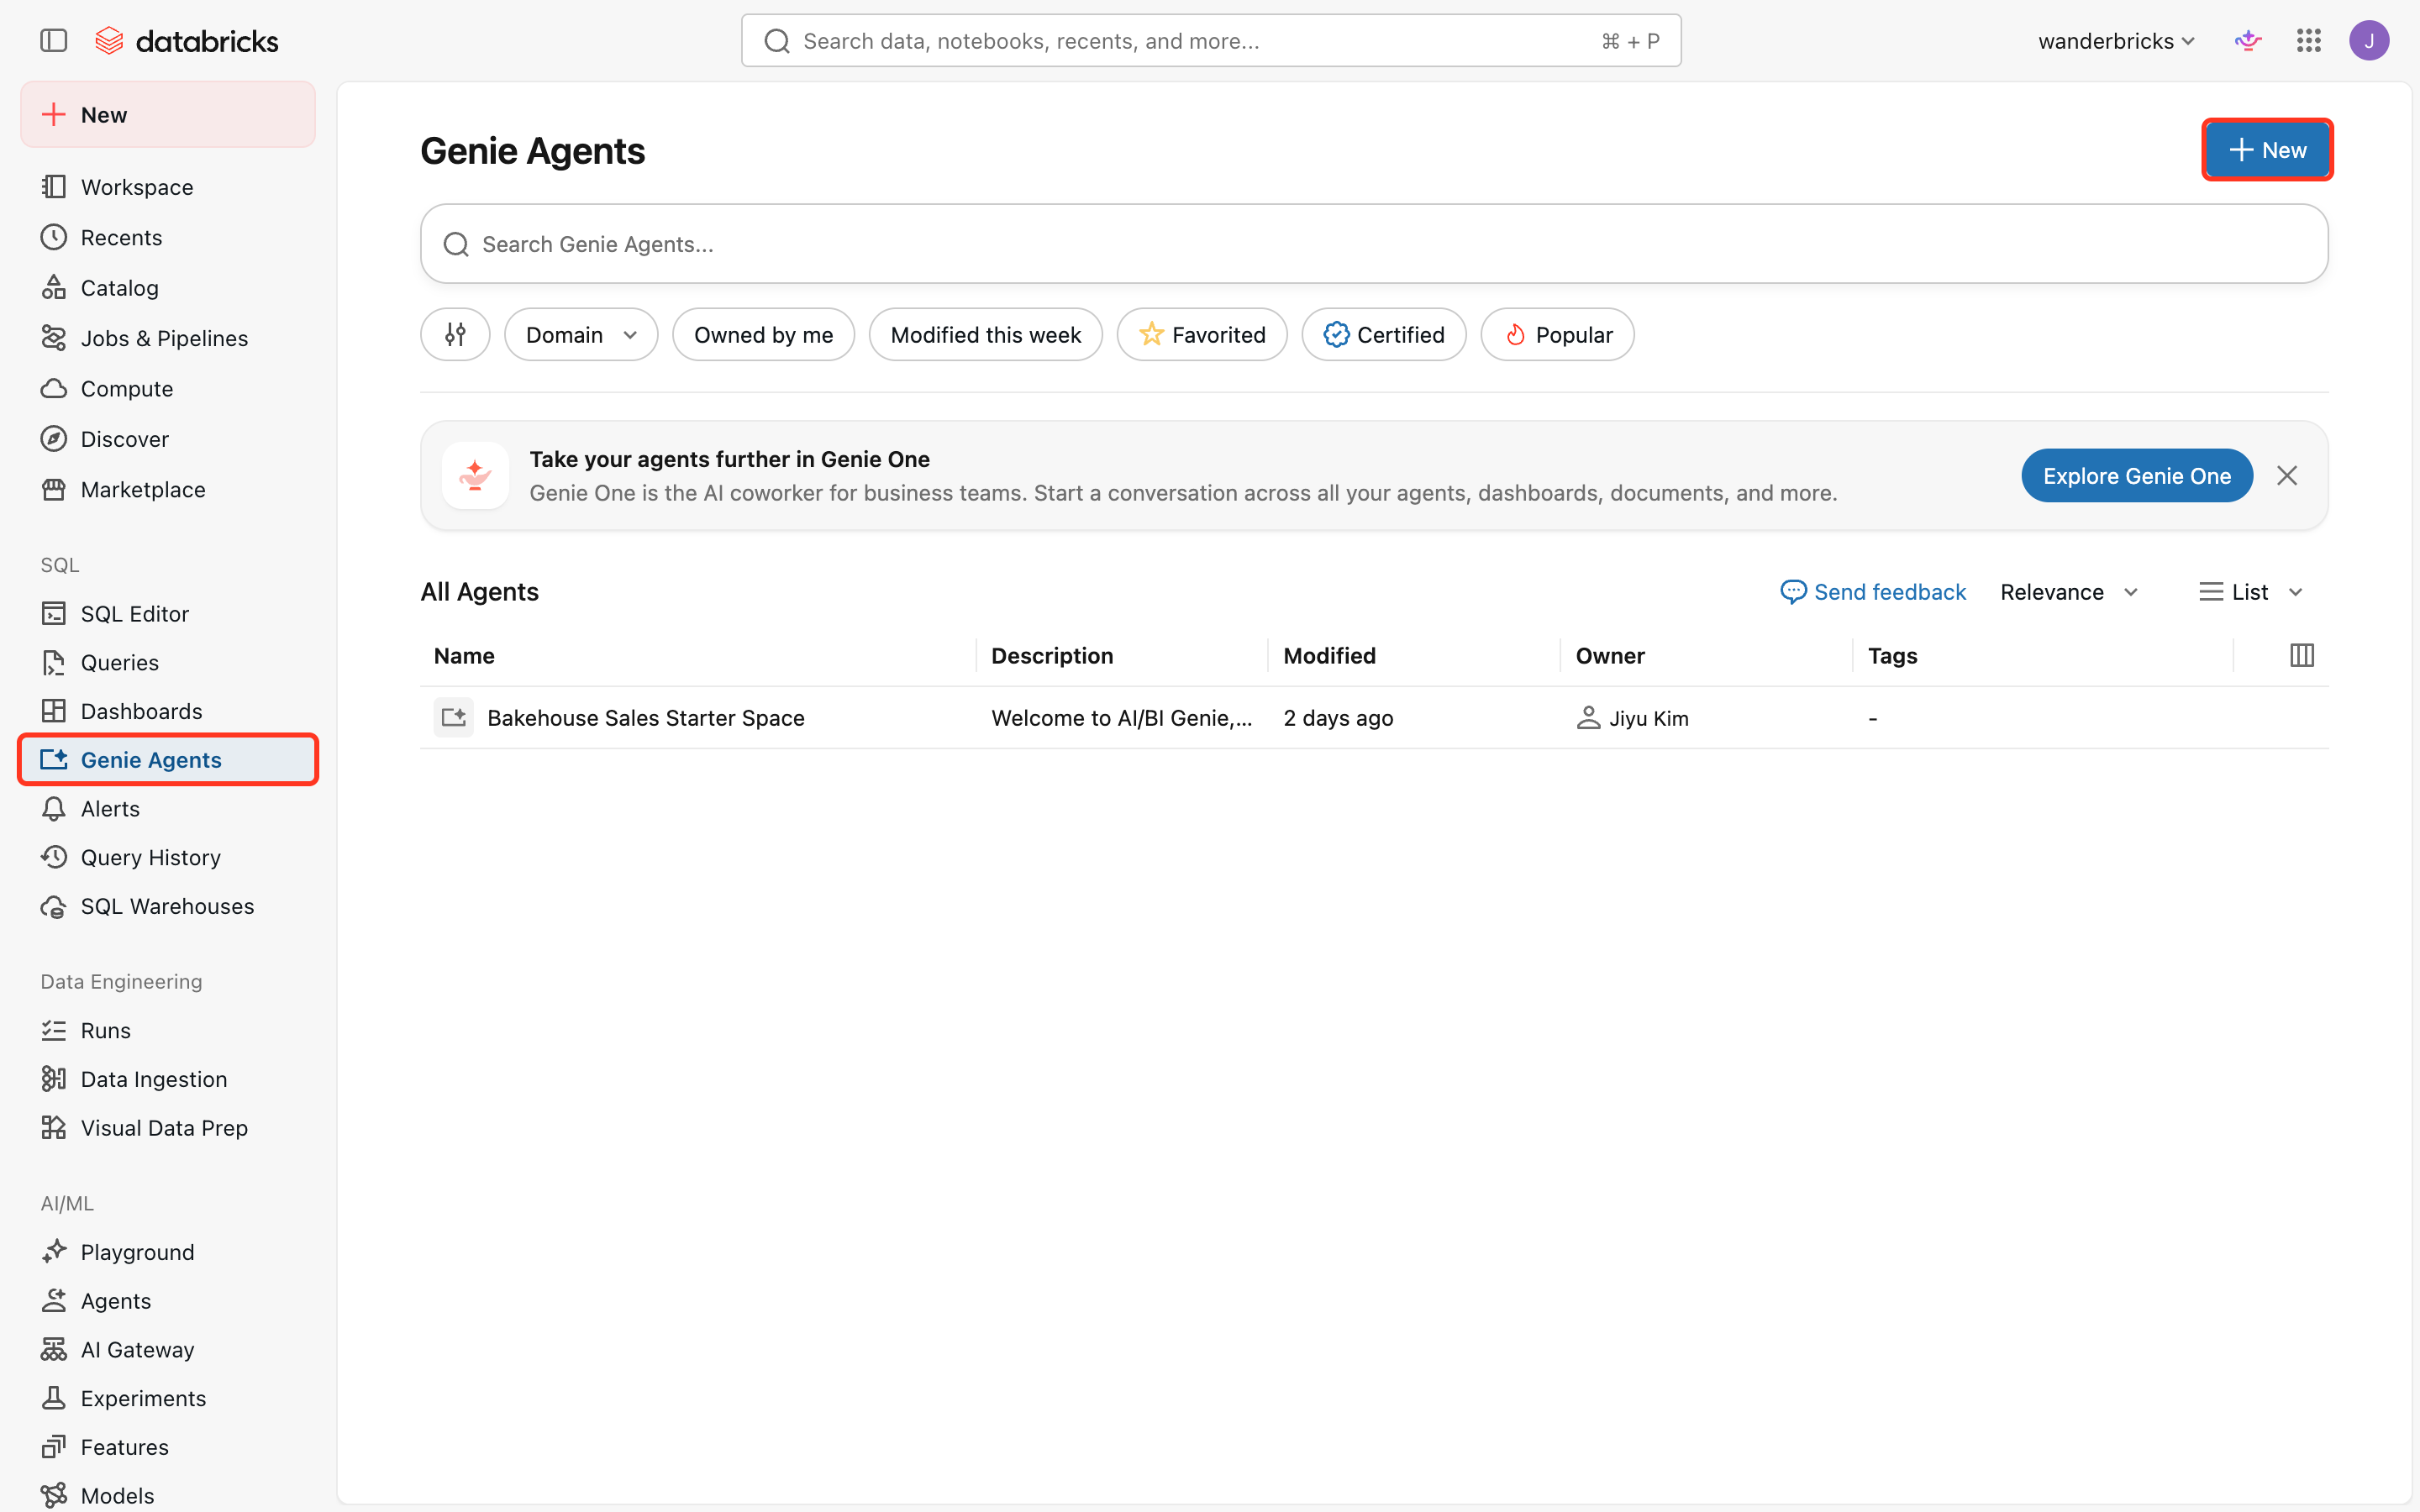 databricks
Search data, notebooks, recents, and more...
⌘ + P
wanderbricks
J
New
Workspace
Recents
Catalog
Jobs & Pipelines
Compute
Discover
Marketplace
SQL
SQL Editor
Queries
Dashboards
Genie Agents
Alerts
Query History
SQL Warehouses
Data Engineering
Runs
Data Ingestion
Visual Data Prep
AI/ML
Playground
Agents
AI Gateway
Experiments
Features
Models
Genie Agents
New
Search Genie Agents...
Domain
Owned by me
Modified this week
Favorited
Certified
Popular
Take your agents further in Genie One
Genie One is the AI coworker for business teams. Start a conversation across all your agents, dashboards, documents, and more.
Explore Genie One
All Agents
Send feedback
Relevance
List
Name Description Modified Owner Tags
Bakehouse Sales Starter Space Welcome to AI/BI Genie,... 2 days ago Jiyu Kim -